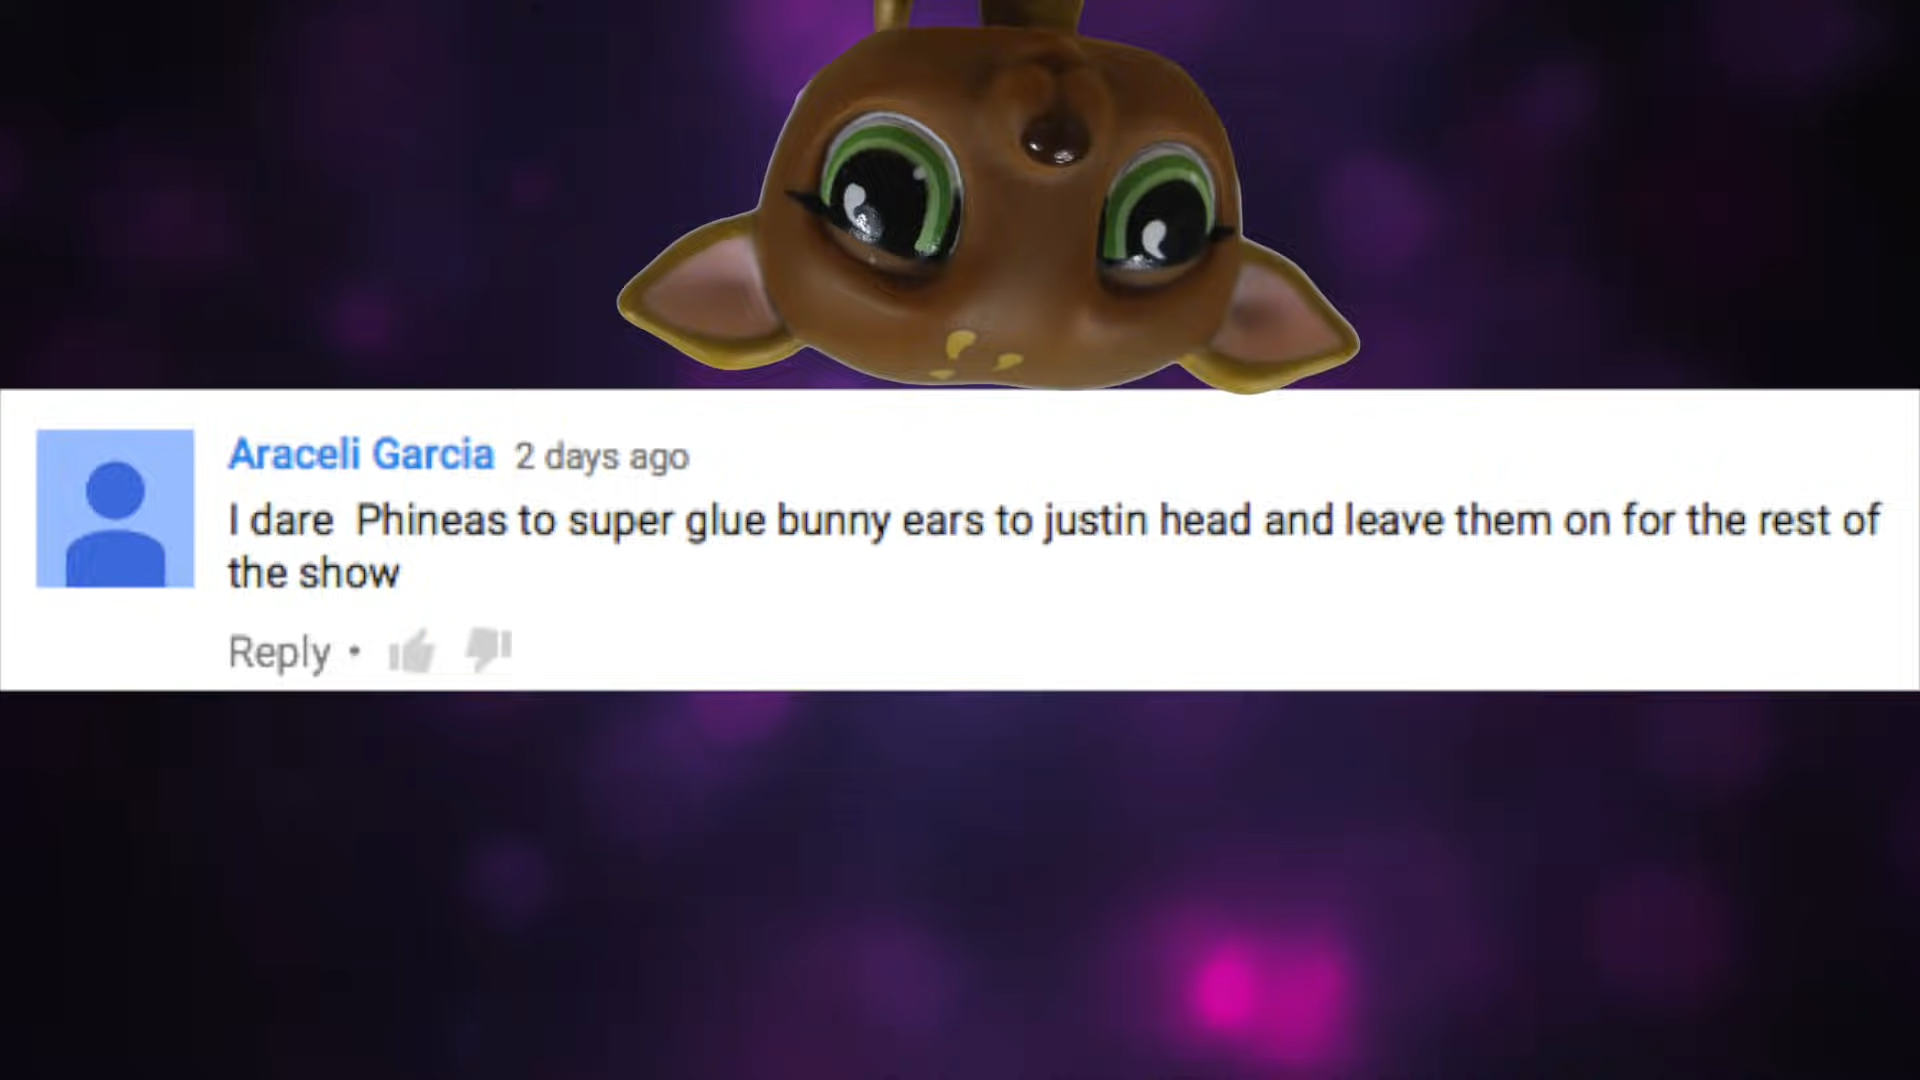 Araceli Garcia 2 days ago
I dare  Phineas to super glue bunny ears to justin head and leave them on for the rest of
the show
Reply •